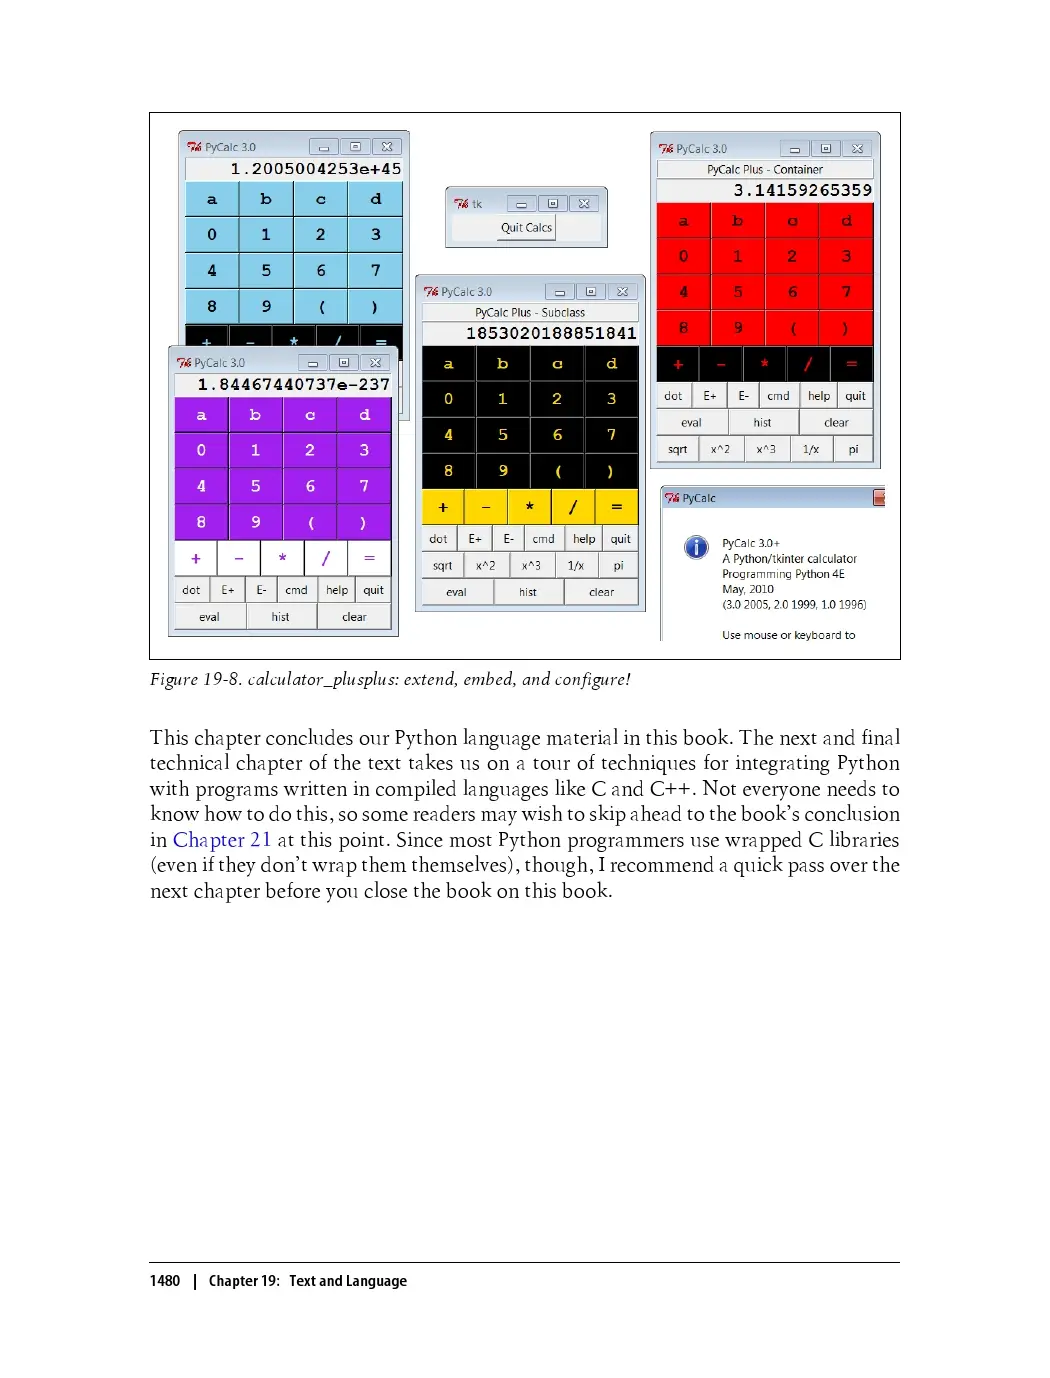 PyCalc 3.0
1.2005004253e+45
a b c d
0 1 2 3
4 5 6 7
8 9 ( )
+ - * / =
PyCalc 3.0
1.84467440737e-237
a b c d
0 1 2 3
4 5 6 7
8 9 ( )
+ - * / =
dot E+ E- cmd help quit
eval hist clear
tk
Quit Calcs
PyCalc 3.0
PyCalc Plus - Subclass
1853020188851841
a b c d
0 1 2 3
4 5 6 7
8 9 ( )
+ - * / =
dot E+ E- cmd help quit
sqrt x^2 x^3 1/x pi
eval hist clear
PyCalc 3.0
PyCalc Plus - Container
3.14159265359
a b c d
0 1 2 3
4 5 6 7
8 9 ( )
+ - * / =
dot E+ E- cmd help quit
eval hist clear
sqrt x^2 x^3 1/x pi
PyCalc
PyCalc 3.0+
A Python/tkinter calculator
Programming Python 4E
May, 2010
(3.0 2005, 2.0 1999, 1.0 1996)
Use mouse or keyboard to
Figure 19-8. calculator_plusplus: extend, embed, and configure!
This chapter concludes our Python language material in this book. The next and final
technical chapter of the text takes us on a tour of techniques for integrating Python
with programs written in compiled languages like C and C++. Not everyone needs to
know how to do this, so some readers may wish to skip ahead to the book’s conclusion
in Chapter 21 at this point. Since most Python programmers use wrapped C libraries
(even if they don’t wrap them themselves), though, I recommend a quick pass over the
next chapter before you close the book on this book.
1480 | Chapter 19: Text and Language